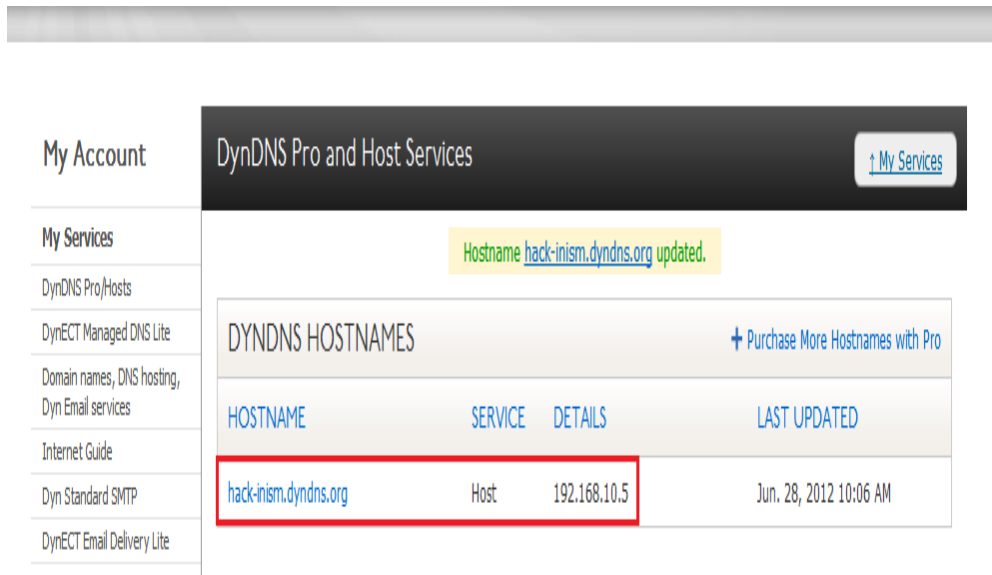 My Account
DynDNS Pro and Host Services
↑ My Services
My Services
DynDNS Pro/Hosts
DynECT Managed DNS Lite
Domain names, DNS hosting,
Dyn Email services
Internet Guide
Dyn Standard SMTP
DynECT Email Delivery Lite
Hostname hack-inism.dyndns.org updated.
DYNDNS HOSTNAMES
+ Purchase More Hostnames with Pro
HOSTNAME SERVICE DETAILS LAST UPDATED
hack-inism.dyndns.org Host 192.168.10.5 Jun. 28, 2012 10:06 AM